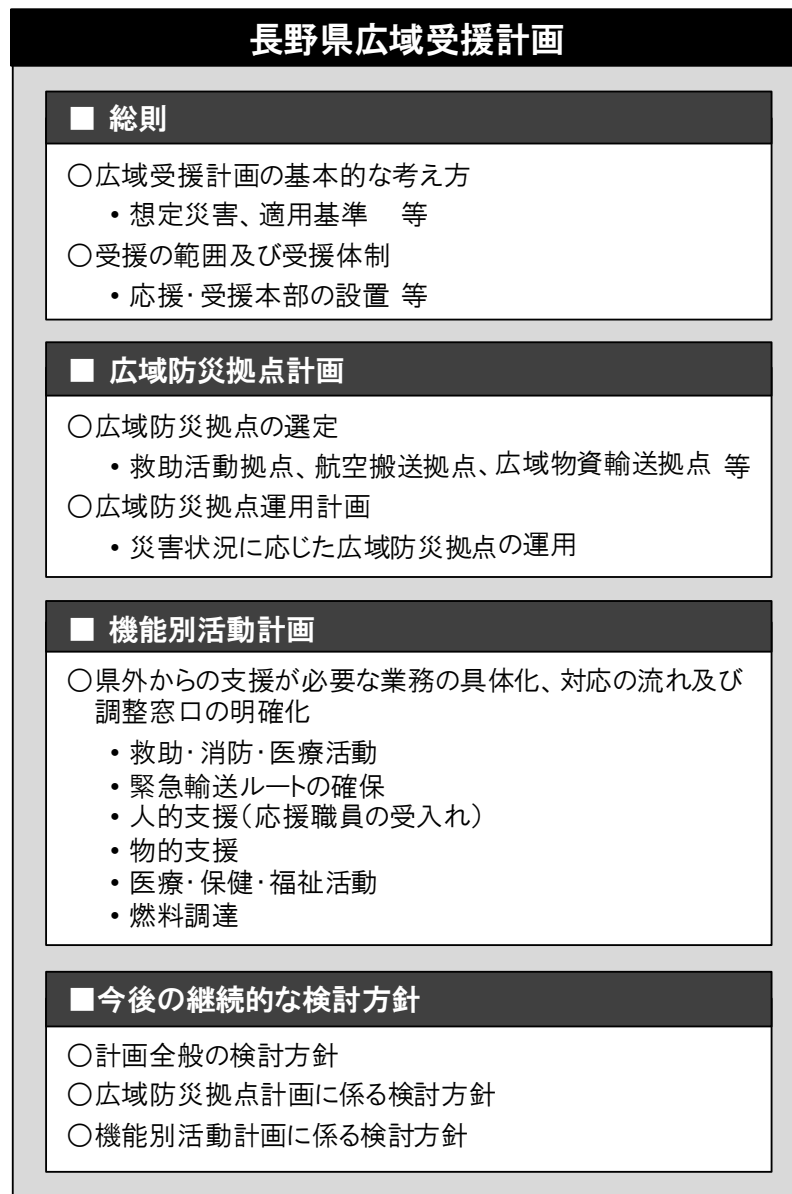 長野県広域受援計画
■ 総則
○広域受援計画の基本的な考え方
• 想定災害、適用基準 等
○受援の範囲及び受援体制
• 応援・受援本部の設置 等
■ 広域防災拠点計画
○広域防災拠点の選定
• 救助活動拠点、航空搬送拠点、広域物資輸送拠点 等
○広域防災拠点運用計画
• 災害状況に応じた広域防災拠点の運用
■ 機能別活動計画
○県外からの支援が必要な業務の具体化、対応の流れ及び
調整窓口の明確化
• 救助・消防・医療活動
• 緊急輸送ルートの確保
• 人的支援（応援職員の受入れ）
• 物的支援
• 医療・保健・福祉活動
• 燃料調達
■今後の継続的な検討方針
○計画全般の検討方針
○広域防災拠点計画に係る検討方針
○機能別活動計画に係る検討方針